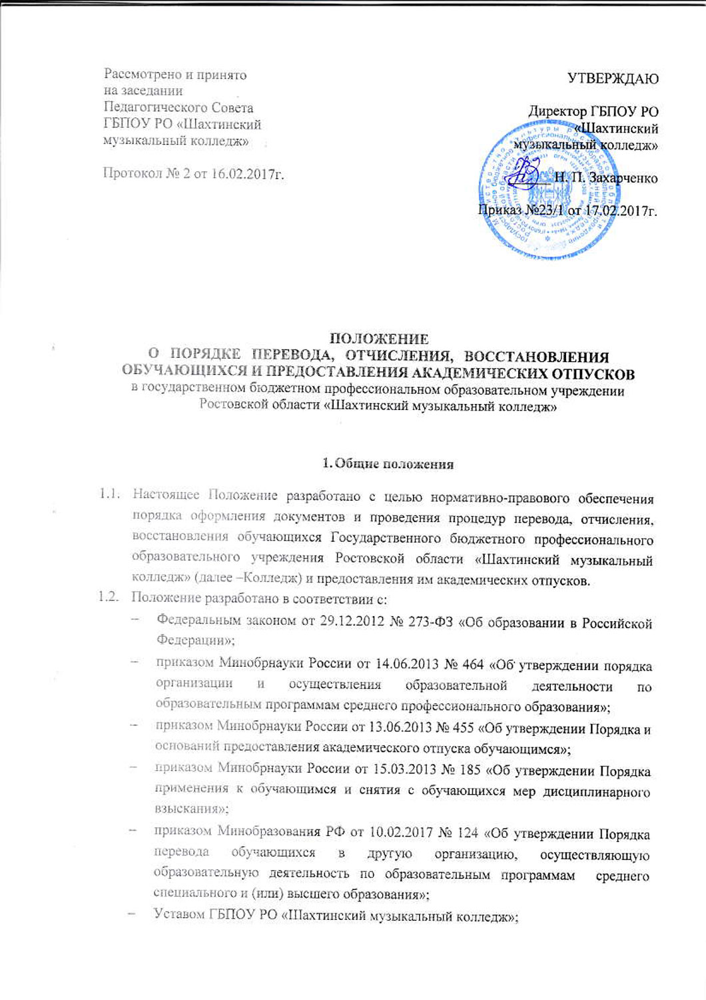 Рассмотрено и принято
на заседании
Педагогического Совета
ГБПОУ РО «Шахтинский
музыкальный колледж»
Протокол № 2 от 16.02.2017г.
УТВЕРЖДАЮ
Директор ГБПОУ РО
«Шахтинский
музыкальный колледж»
Н. П. Захарченко
Приказ №23/1 от 17.02.2017г.
ПОЛОЖЕНИЕ
О ПОРЯДКЕ ПЕРЕВОДА, ОТЧИСЛЕНИЯ, ВОССТАНОВЛЕНИЯ
ОБУЧАЮЩИХСЯ И ПРЕДОСТАВЛЕНИЯ АКАДЕМИЧЕСКИХ ОТПУСКОВ
в государственном бюджетном профессиональном образовательном учреждении
Ростовской области «Шахтинский музыкальный колледж»
1. Общие положения
1.1. Настоящее Положение разработано с целью нормативно-правового обеспечения
порядка оформления документов и проведения процедур перевода, отчисления,
восстановления обучающихся Государственного бюджетного профессионального
образовательного учреждения Ростовской области «Шахтинский музыкальный
колледж» (далее –Колледж) и предоставления им академических отпусков.
1.2. Положение разработано в соответствии с:
– Федеральным законом от 29.12.2012 № 273-ФЗ «Об образовании в Российской
Федерации»;
– приказом Минобрнауки России от 14.06.2013 № 464 «Об утверждении порядка
организации и осуществления образовательной деятельности по
образовательным программам среднего профессионального образования»;
– приказом Минобрнауки России от 13.06.2013 № 455 «Об утверждении Порядка и
оснований предоставления академического отпуска обучающимся»;
– приказом Минобрнауки России от 15.03.2013 № 185 «Об утверждении Порядка
применения к обучающимся и снятия с обучающихся мер дисциплинарного
взыскания»;
– приказом Минобразования РФ от 10.02.2017 № 124 «Об утверждении Порядка
перевода обучающихся в другую организацию, осуществляющую
образовательную деятельность по образовательным программам среднего
специального и (или) высшего образования»;
– Уставом ГБПОУ РО «Шахтинский музыкальный колледж»;